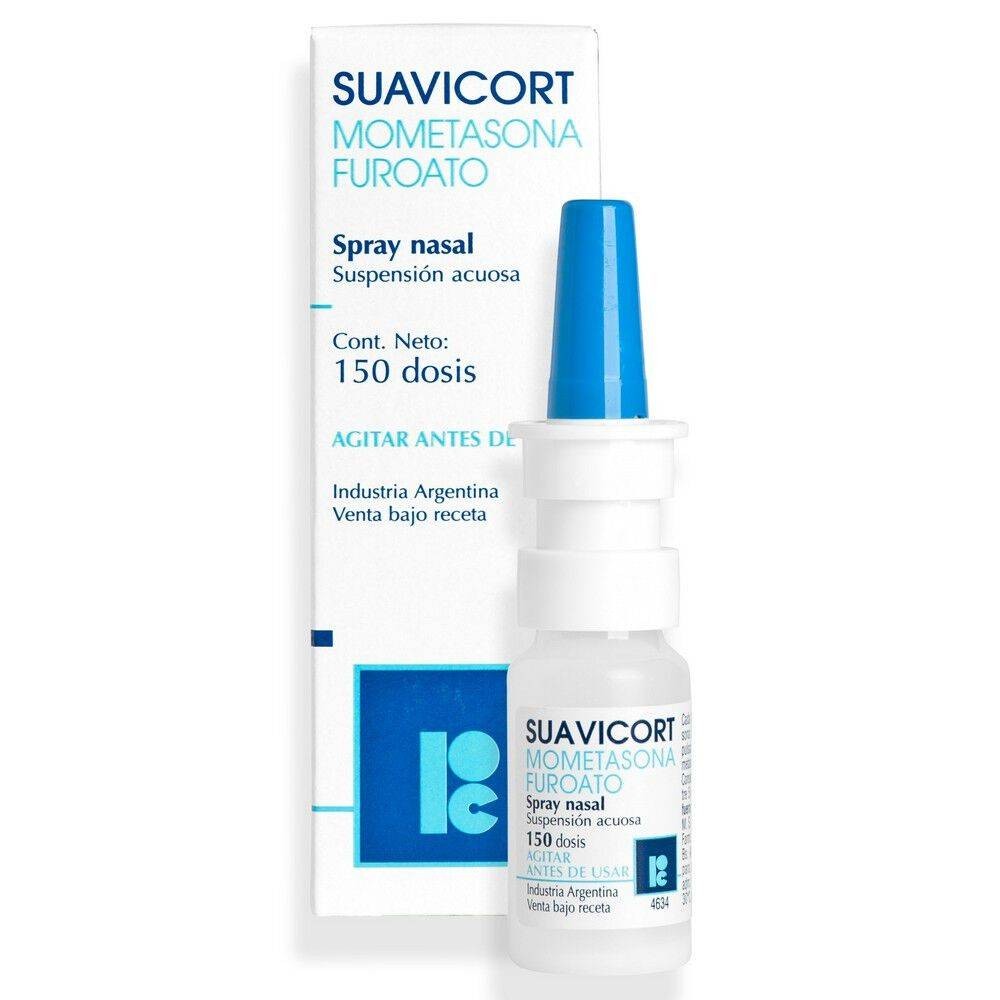 SUAVICORT
MOMETASONA
FUROATO
Spray nasal
Suspensión acuosa
Cont. Neto:
150 dosis
AGITAR ANTES DE
Industria Argentina
Venta bajo receta
SUAVICORT
MOMETASONA
FUROATO
Spray nasal
Suspensión acuosa
150 dosis
AGITAR
ANTES DE USAR
Industria Argentina
Venta bajo receta
4634